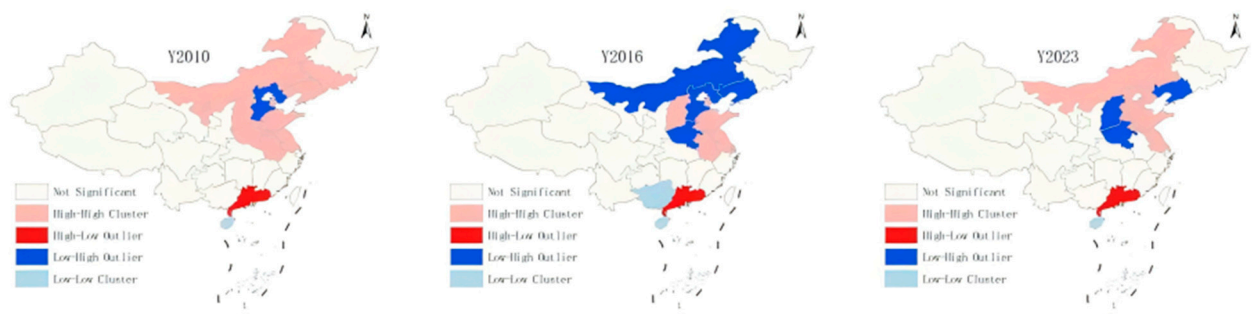 Y2010
N
Not Significant
High-High Cluster
High-Low Outlier
Low-High Outlier
Low-Low Cluster
Y2016
N
Not Significant
High-High Cluster
High-Low Outlier
Low-High Outlier
Low-Low Cluster
Y2023
N
Not Significant
High-High Cluster
High-Low Outlier
Low-High Outlier
Low-Low Cluster